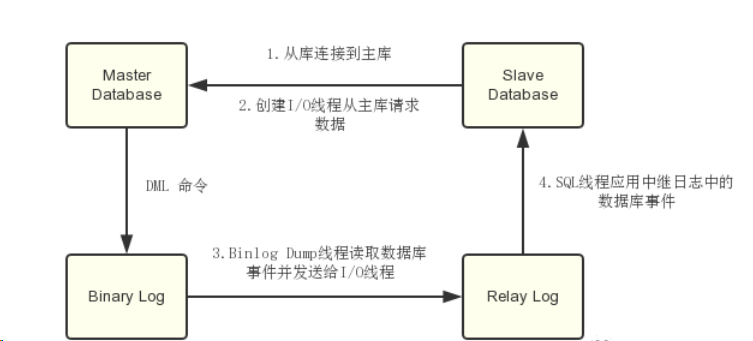 1.从库连接到主库
Master
Database
Slave
Database
2.创建I/O线程从主库请求
数据
DML 命令
4.SQL线程应用中继日志中的
数据库事件
3.Binlog Dump线程读取数据库
事件并发送给I/O线程
Binary Log
Relay Log